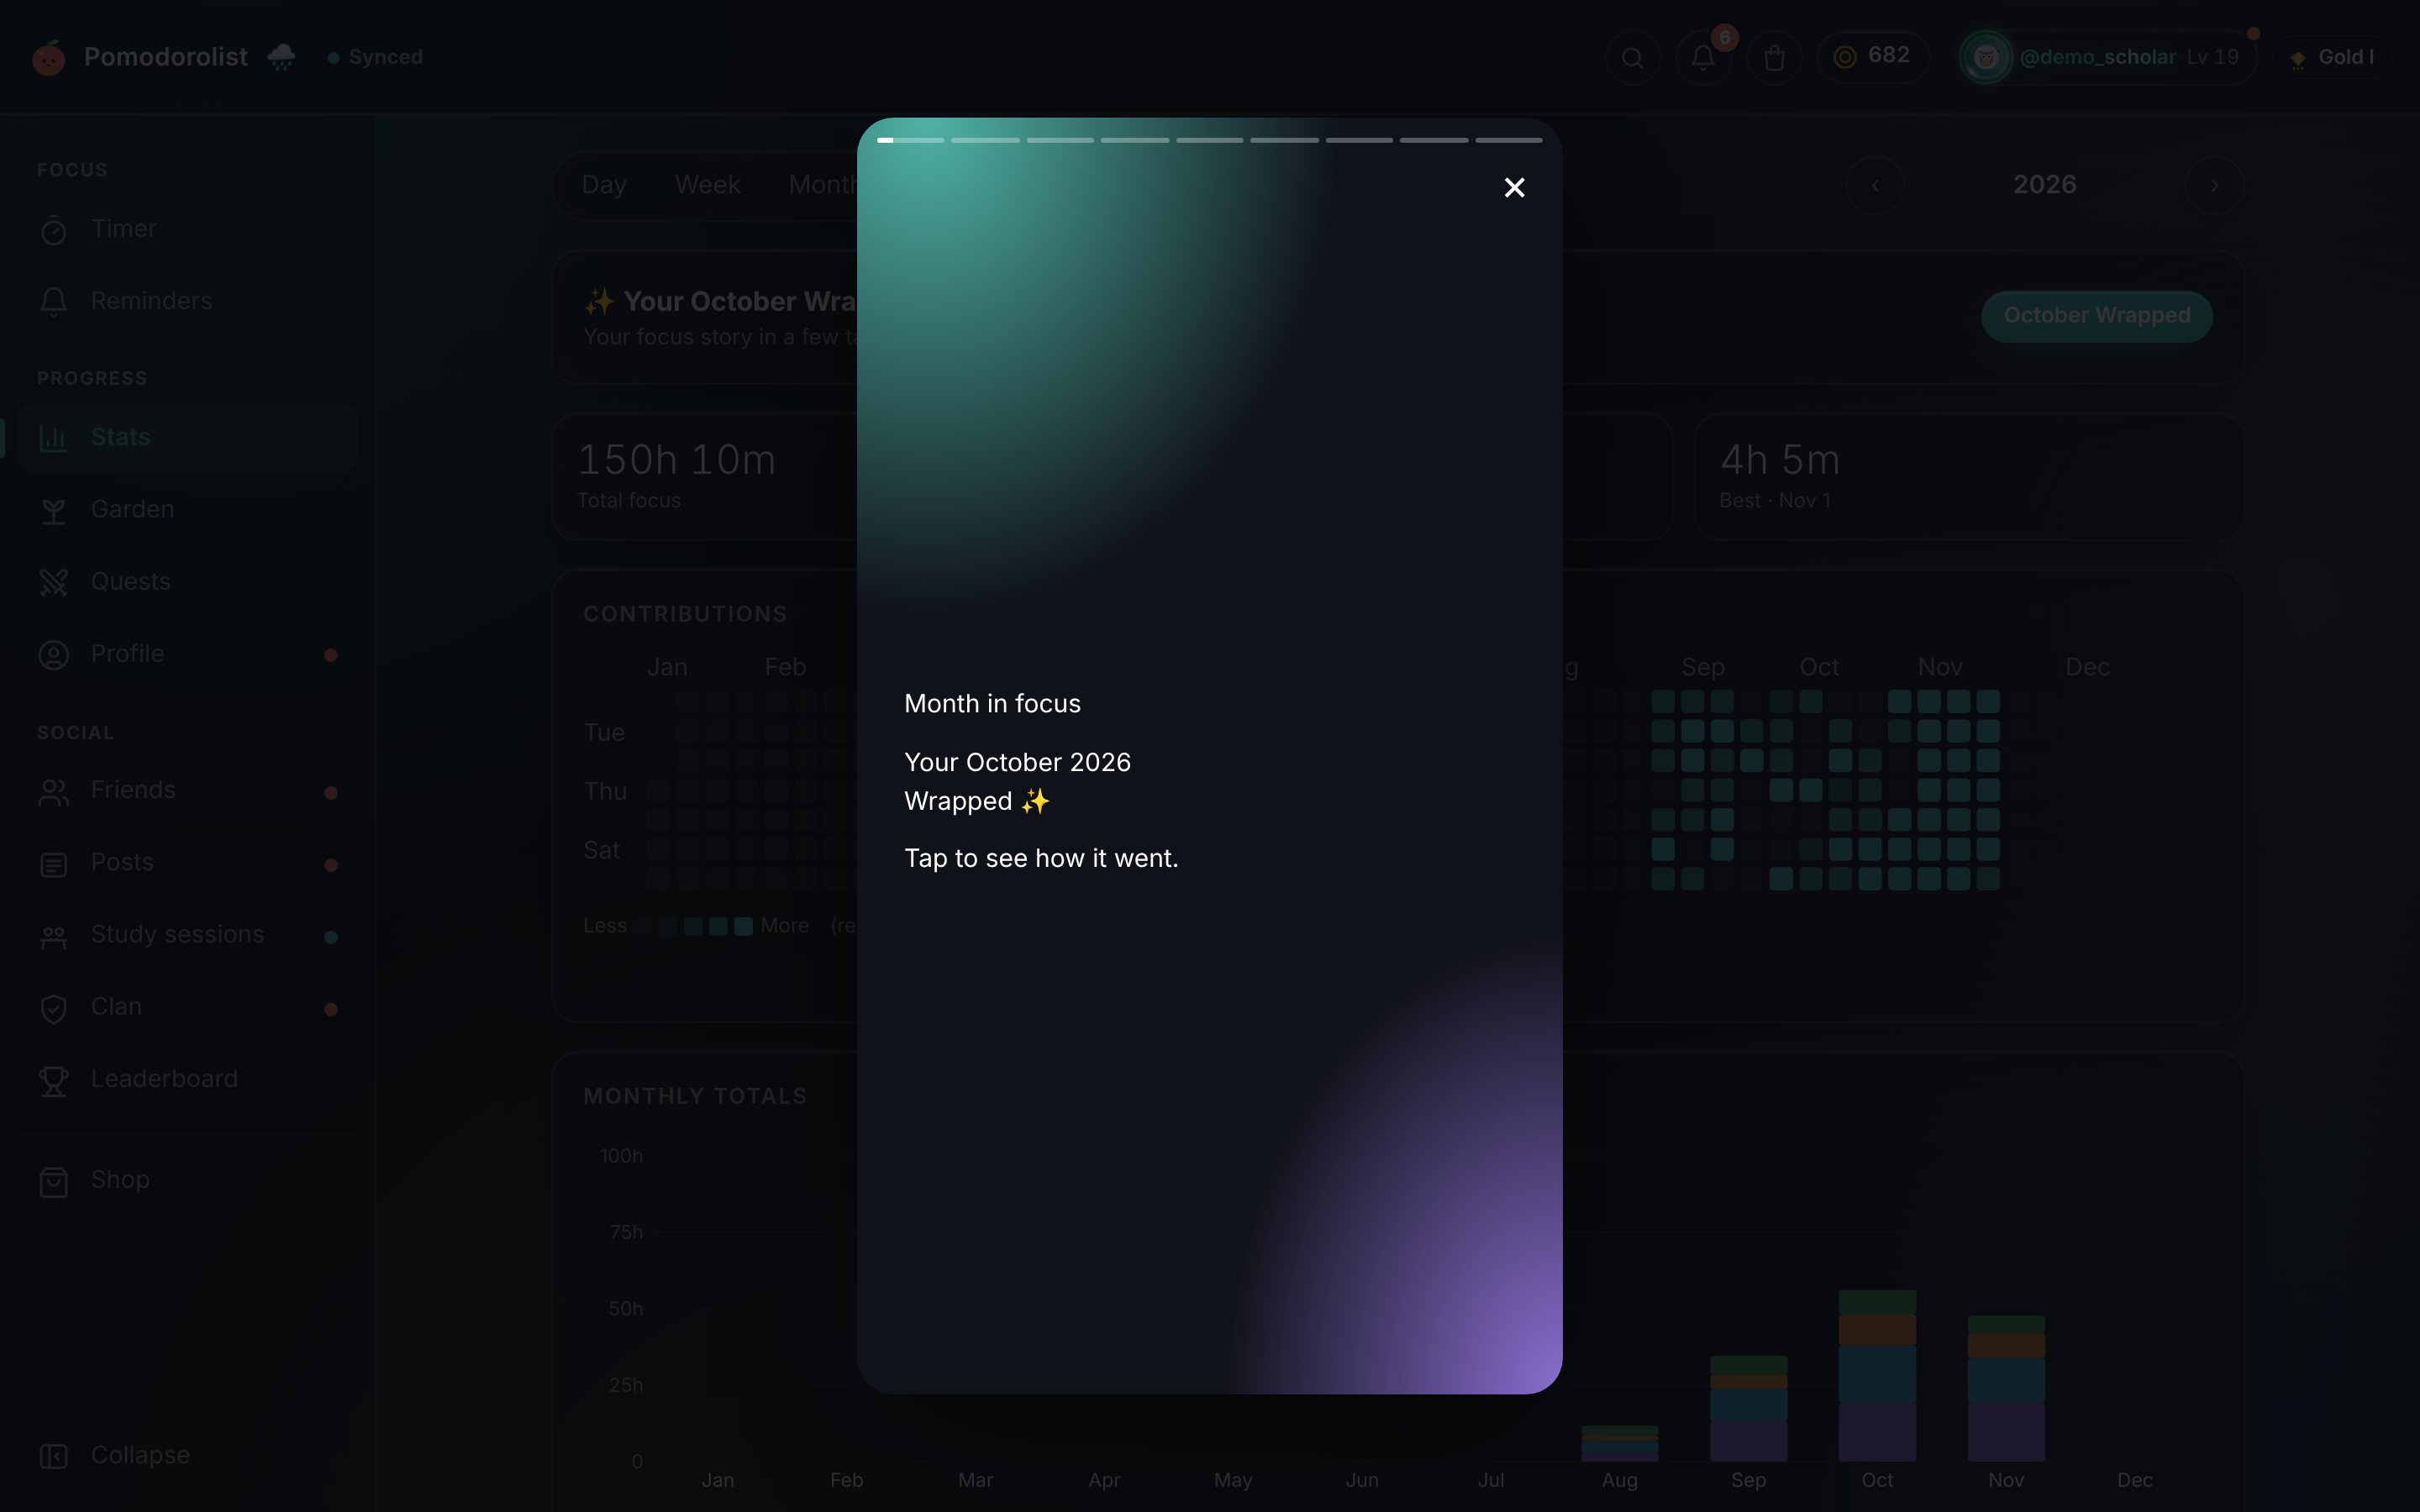 Pomodorolist
Synced
6
682
@demo_scholar Lv 19
Gold I
FOCUS
Timer
Reminders
PROGRESS
Stats
Garden
Quests
Profile
SOCIAL
Friends
Posts
Study sessions
Clan
Leaderboard
Shop
Collapse
Day Week Month
2026
✨ Your October Wra
Your focus story in a few ta
October Wrapped
150h 10m
Total focus
4h 5m
Best · Nov 1
CONTRIBUTIONS
Jan Feb Sep Oct Nov Dec
Tue
Thu
Sat
Less More (re
Month in focus
Your October 2026
Wrapped ✨
Tap to see how it went.
MONTHLY TOTALS
100h
75h
50h
25h
0
Jan Feb Mar Apr May Jun Jul Aug Sep Oct Nov Dec